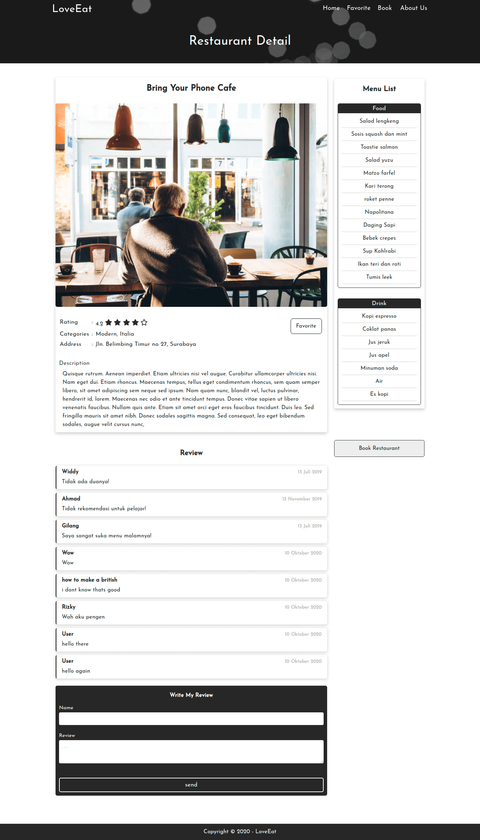 LoveEat
Home Favorite Book About Us
Restaurant Detail
Bring Your Phone Cafe
Rating : 4.2
Categories : Modern, Italia
Address : Jln. Belimbing Timur no 27, Surabaya
Favorite
Description
Quisque rutrum. Aenean imperdiet. Etiam ultricies nisi vel augue. Curabitur ullamcorper ultricies nisi.
Nam eget dui. Etiam rhoncus. Maecenas tempus, tellus eget condimentum rhoncus, sem quam semper
libero, sit amet adipiscing sem neque sed ipsum. Nam quam nunc, blandit vel, luctus pulvinar,
hendrerit id, lorem. Maecenas nec odio et ante tincidunt tempus. Donec vitae sapien ut libero
venenatis faucibus. Nullam quis ante. Etiam sit amet orci eget eros faucibus tincidunt. Duis leo. Sed
fringilla mauris sit amet nibh. Donec sodales sagittis magna. Sed consequat, leo eget bibendum
sodales, augue velit cursus nunc,
Menu List
Food
Salad lengkeng
Sosis squash dan mint
Toastie salmon
Salad yuzu
Matzo farfel
Kari terong
roket penne
Napolitana
Daging Sapi
Bebek crepes
Sup Kohlrabi
Ikan teri dan roti
Tumis leek
Drink
Kopi espresso
Coklat panas
Jus jeruk
Jus apel
Minuman soda
Air
Es kopi
Book Restaurant
Review
Widdy 13 Juli 2019
Tidak ada duanya!
Ahmad 13 November 2019
Tidak rekomendasi untuk pelajar!
Gilang 13 Juli 2019
Saya sangat suka menu malamnya!
Wow 10 Oktober 2020
Wow
how to make a british 10 Oktober 2020
i dont know thats good
Rizky 10 Oktober 2020
Wah aku pengen
User 10 Oktober 2020
hello there
User 10 Oktober 2020
hello again
Write My Review
Name
Review
send
Copyright © 2020 - LoveEat